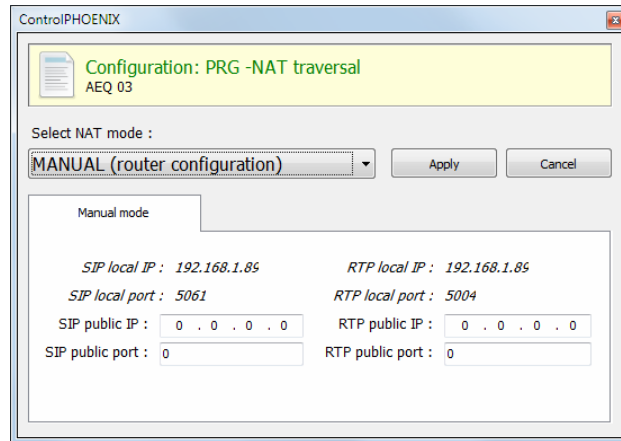 ControlPHOENIX
Configuration: PRG -NAT traversal
AEQ 03
Select NAT mode :
MANUAL (router configuration)
Apply
Cancel
Manual mode
SIP local IP : 192.168.1.89
RTP local IP : 192.168.1.89
SIP local port : 5061
RTP local port : 5004
SIP public IP : 0 . 0 . 0 . 0
RTP public IP : 0 . 0 . 0 . 0
SIP public port : 0
RTP public port : 0